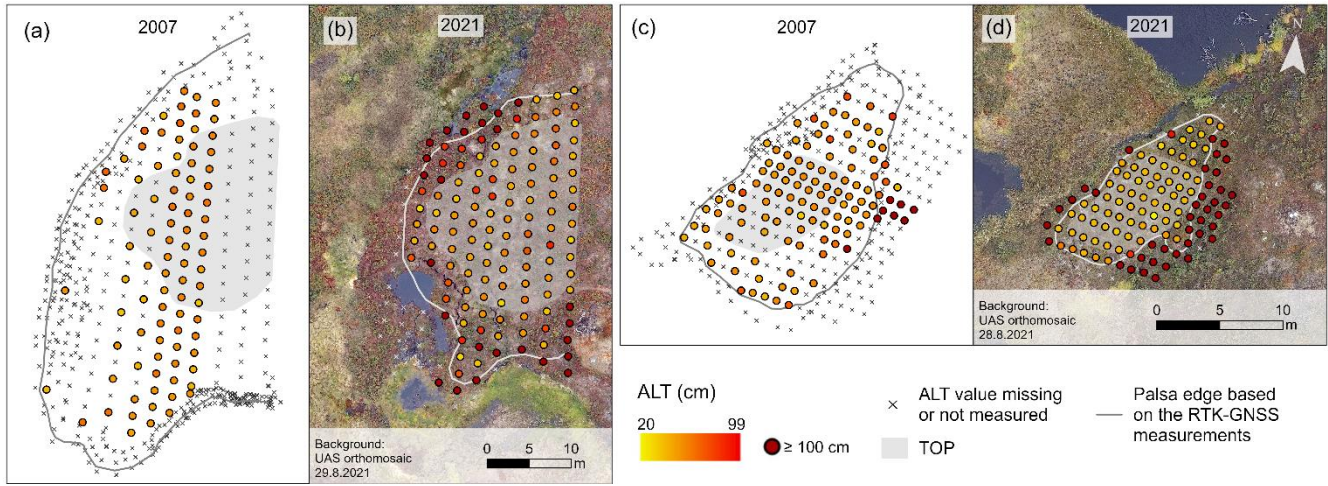 (a)
2007
(b)
2021
(c)
2007
(d)
2021
N
Background:
UAS orthomosaic
29.8.2021
0 5 10
m
Background:
UAS orthomosaic
28.8.2021
0 5 10
m
ALT (cm)
20 99
≥ 100 cm
× ALT value missing
or not measured
TOP
Palsa edge based
on the RTK-GNSS
measurements